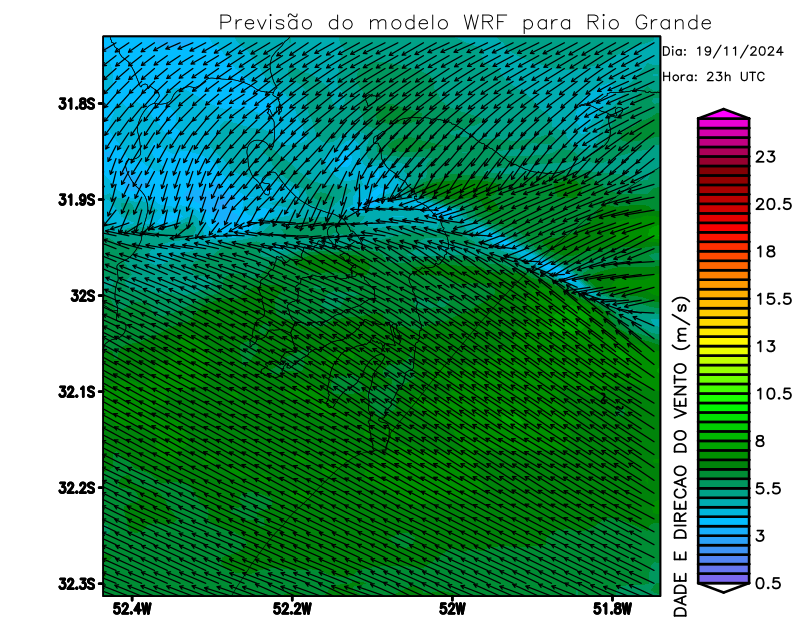 Previsão do modelo WRF para Rio Grande
Dia: 19/11/2024
Hora: 23h UTC
31.8S
31.9S
32S
32.1S
32.2S
32.3S
52.4W
52.2W
52W
51.8W
23
20.5
18
15.5
13
10.5
8
5.5
3
0.5
DADE E DIRECAO DO VENTO (m/s)